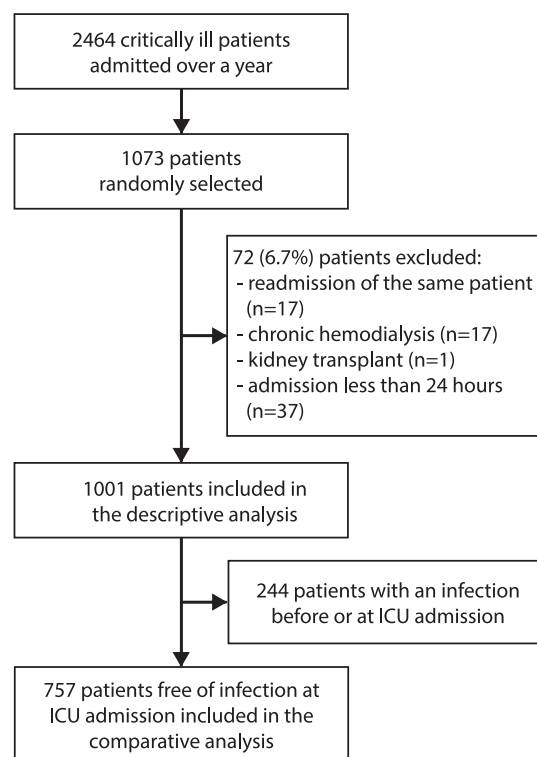 2464 critically ill patients
admitted over a year
1073 patients
randomly selected
72 (6.7%) patients excluded:
- readmission of the same patient
(n=17)
- chronic hemodialysis (n=17)
- kidney transplant (n=1)
- admission less than 24 hours
(n=37)
1001 patients included in
the descriptive analysis
244 patients with an infection
before or at ICU admission
757 patients free of infection at
ICU admission included in the
comparative analysis